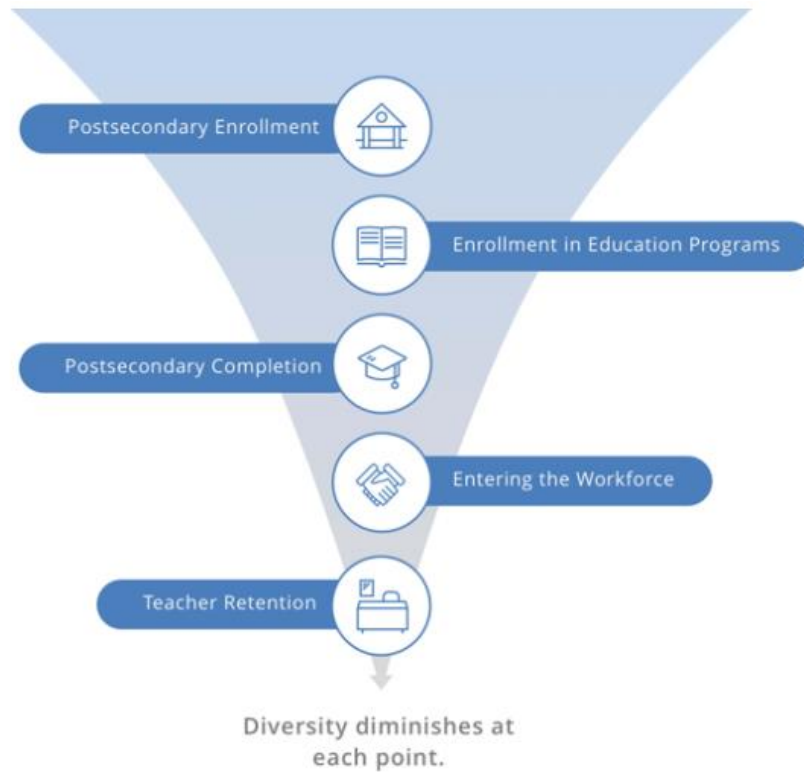 Postsecondary Enrollment
Enrollment in Education Programs
Postsecondary Completion
Entering the Workforce
Teacher Retention
Diversity diminishes at
each point.